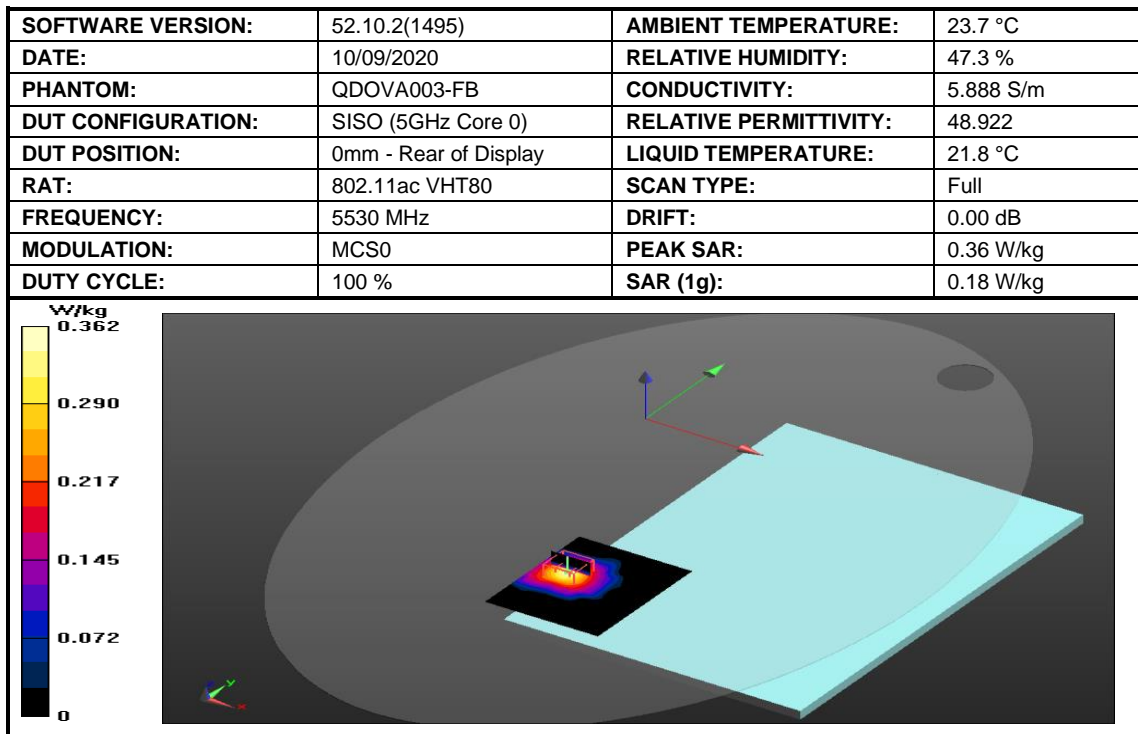 SOFTWARE VERSION: 52.10.2(1495) AMBIENT TEMPERATURE: 23.7 °C
DATE: 10/09/2020 RELATIVE HUMIDITY: 47.3 %
PHANTOM: QDOVA003-FB CONDUCTIVITY: 5.888 S/m
DUT CONFIGURATION: SISO (5GHz Core 0) RELATIVE PERMITTIVITY: 48.922
DUT POSITION: 0mm - Rear of Display LIQUID TEMPERATURE: 21.8 °C
RAT: 802.11ac VHT80 SCAN TYPE: Full
FREQUENCY: 5530 MHz DRIFT: 0.00 dB
MODULATION: MCS0 PEAK SAR: 0.36 W/kg
DUTY CYCLE: 100 % SAR (1g): 0.18 W/kg
W/kg
0.362
0.290
0.217
0.145
0.072
0
z
y
x